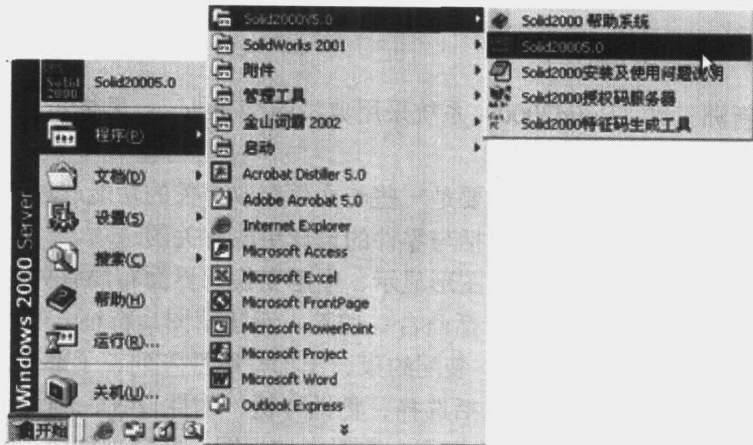 Solid
2000
Solid20005.0
程序(P)
文档(D)
设置(S)
搜索(C)
帮助(H)
运行(R)...
关机(U)...
Windows 2000 Server
开始
Solid2000V5.0
SolidWorks 2001
附件
管理工具
金山词霸 2002
启动
Acrobat Distiller 5.0
Adobe Acrobat 5.0
Internet Explorer
Microsoft Access
Microsoft Excel
Microsoft FrontPage
Microsoft PowerPoint
Microsoft Project
Microsoft Word
Outlook Express
Solid2000 帮助系统
Solid20005.0
Solid2000安装及使用问题说明
Solid2000授权码服务器
Solid2000特征码生成工具